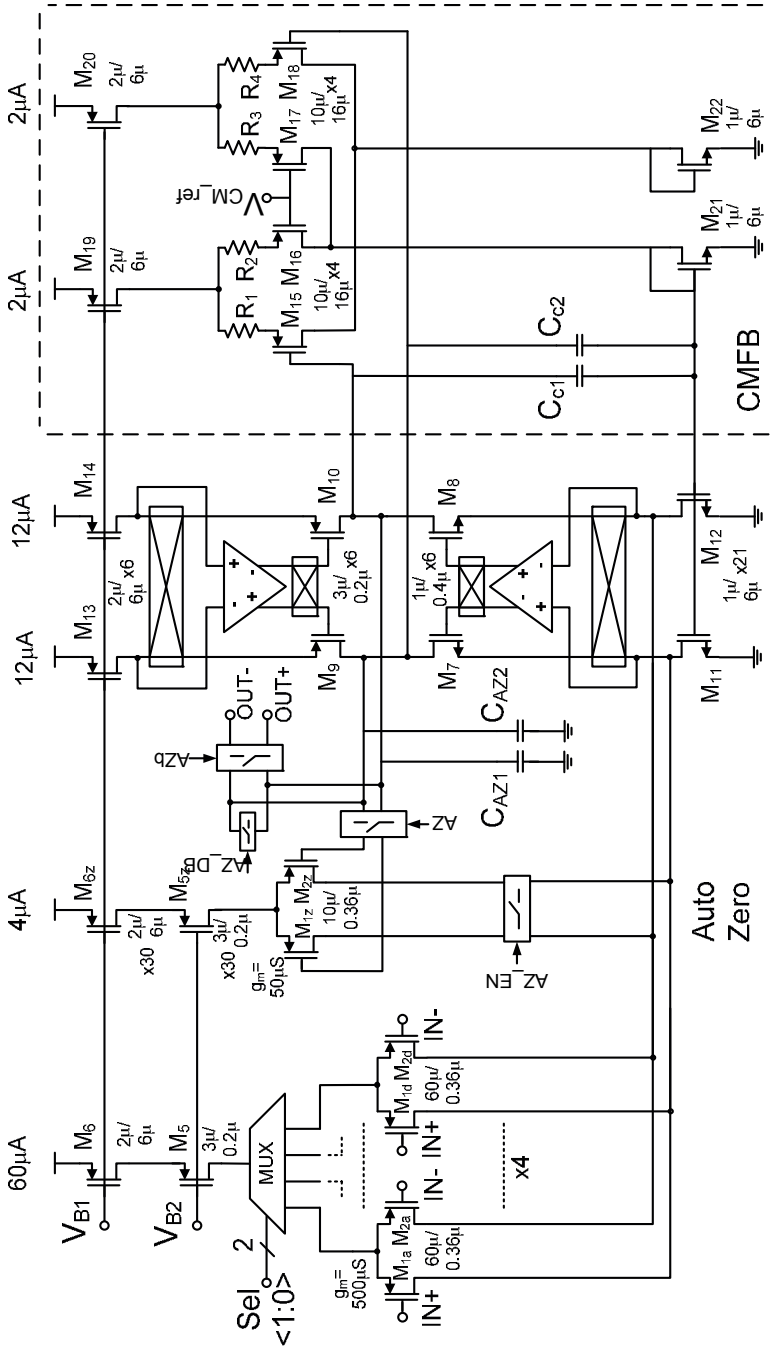 60μA
4μA
12μA
12μA
2μA
2μA
VB1
M6
2μ/
6μ
M6z
2μ/
6μ
x30
M13
2μ/
6μ
x6
M14
M19
2μ/
6μ
M20
2μ/
6μ
VB2
M5
3μ/
0.2μ
M5z
3μ/
0.2μ
x30
Sel
<1:0>
2
MUX
gm=
50μS
M1z
M2z
10μ/
0.36μ
AZ_DB
AZb
OUT-
OUT+
AZ
AZ_EN
CAZ1
CAZ2
+
-
+
-
M9
3μ/
0.2μ
x6
M10
M7
1μ/
0.4μ
x6
M8
-
+
-
+
M11
M12
1μ/
6μ
x21
R1
R2
R3
R4
M15
M16
10μ/
16μ
x4
VCM_ref
M17
M18
10μ/
16μ
x4
Cc1
Cc2
M21
1μ/
6μ
M22
1μ/
6μ
CMFB
gm=
500μS
IN+
M1a
M2a
60μ/
0.36μ
IN-
IN+
M1d
M2d
60μ/
0.36μ
IN-
x4
Auto
Zero